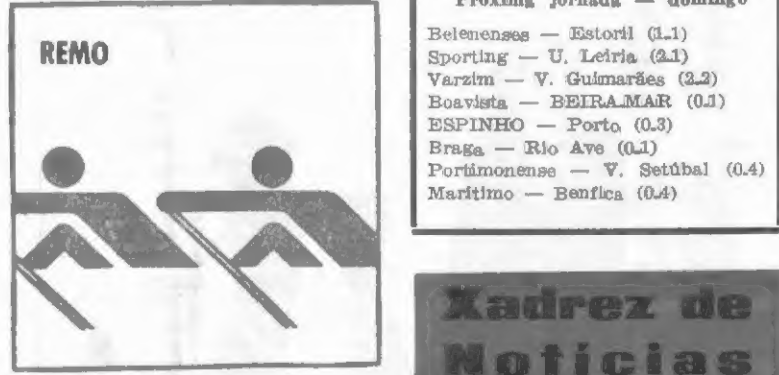 REMO
Próxima jornada — domingo
Belenenses — Estoril (1-1)
Sporting — U. Leiria (2-1)
Varzim — V. Guimarães (2-2)
Boavista — BEIRA-MAR (0-1)
ESPINHO — Porto (0-3)
Braga — Rio Ave (0-1)
Portimonense — V. Setúbal (0-4)
Marítimo — Benfica (0-4)
Xadrez de
Notícias